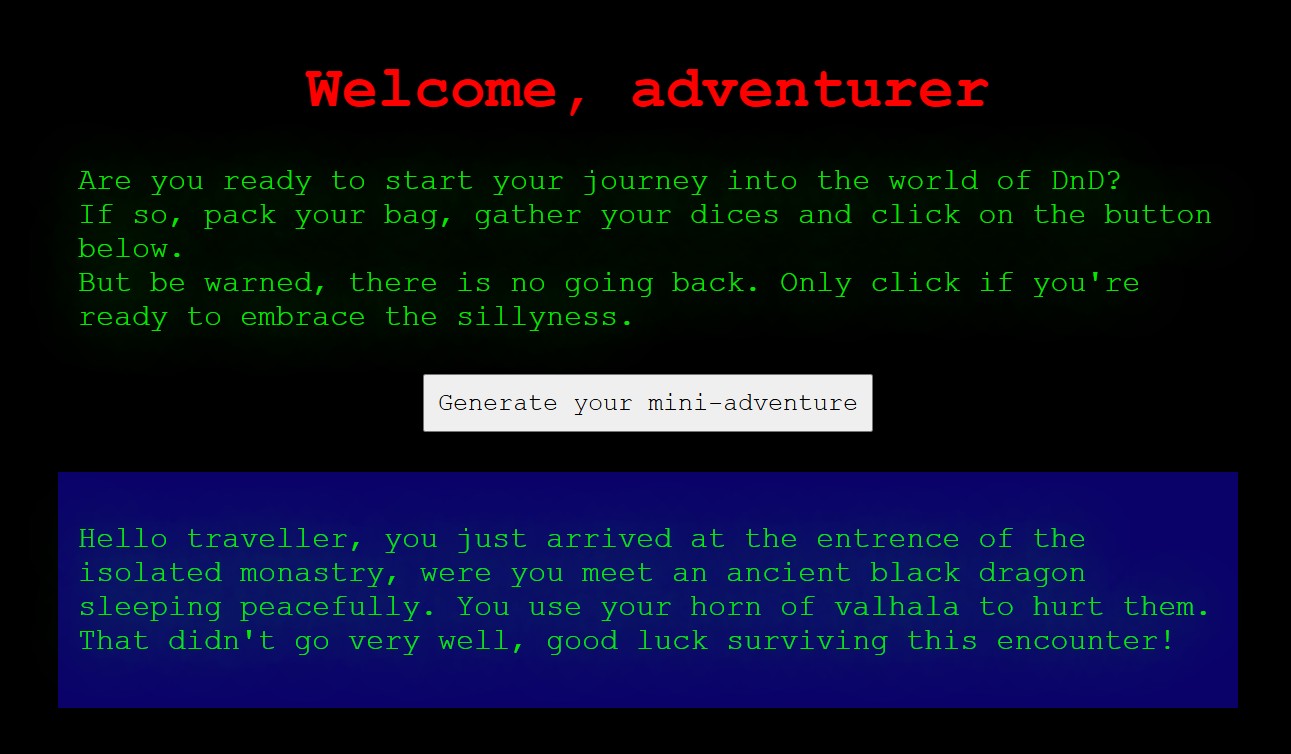 Welcome, adventurer
Are you ready to start your journey into the world of DnD?
If so, pack your bag, gather your dices and click on the button
below.
But be warned, there is no going back. Only click if you're
ready to embrace the sillyness.
Generate your mini-adventure
Hello traveller, you just arrived at the entrence of the
isolated monastry, were you meet an ancient black dragon
sleeping peacefully. You use your horn of valhala to hurt them.
That didn't go very well, good luck surviving this encounter!